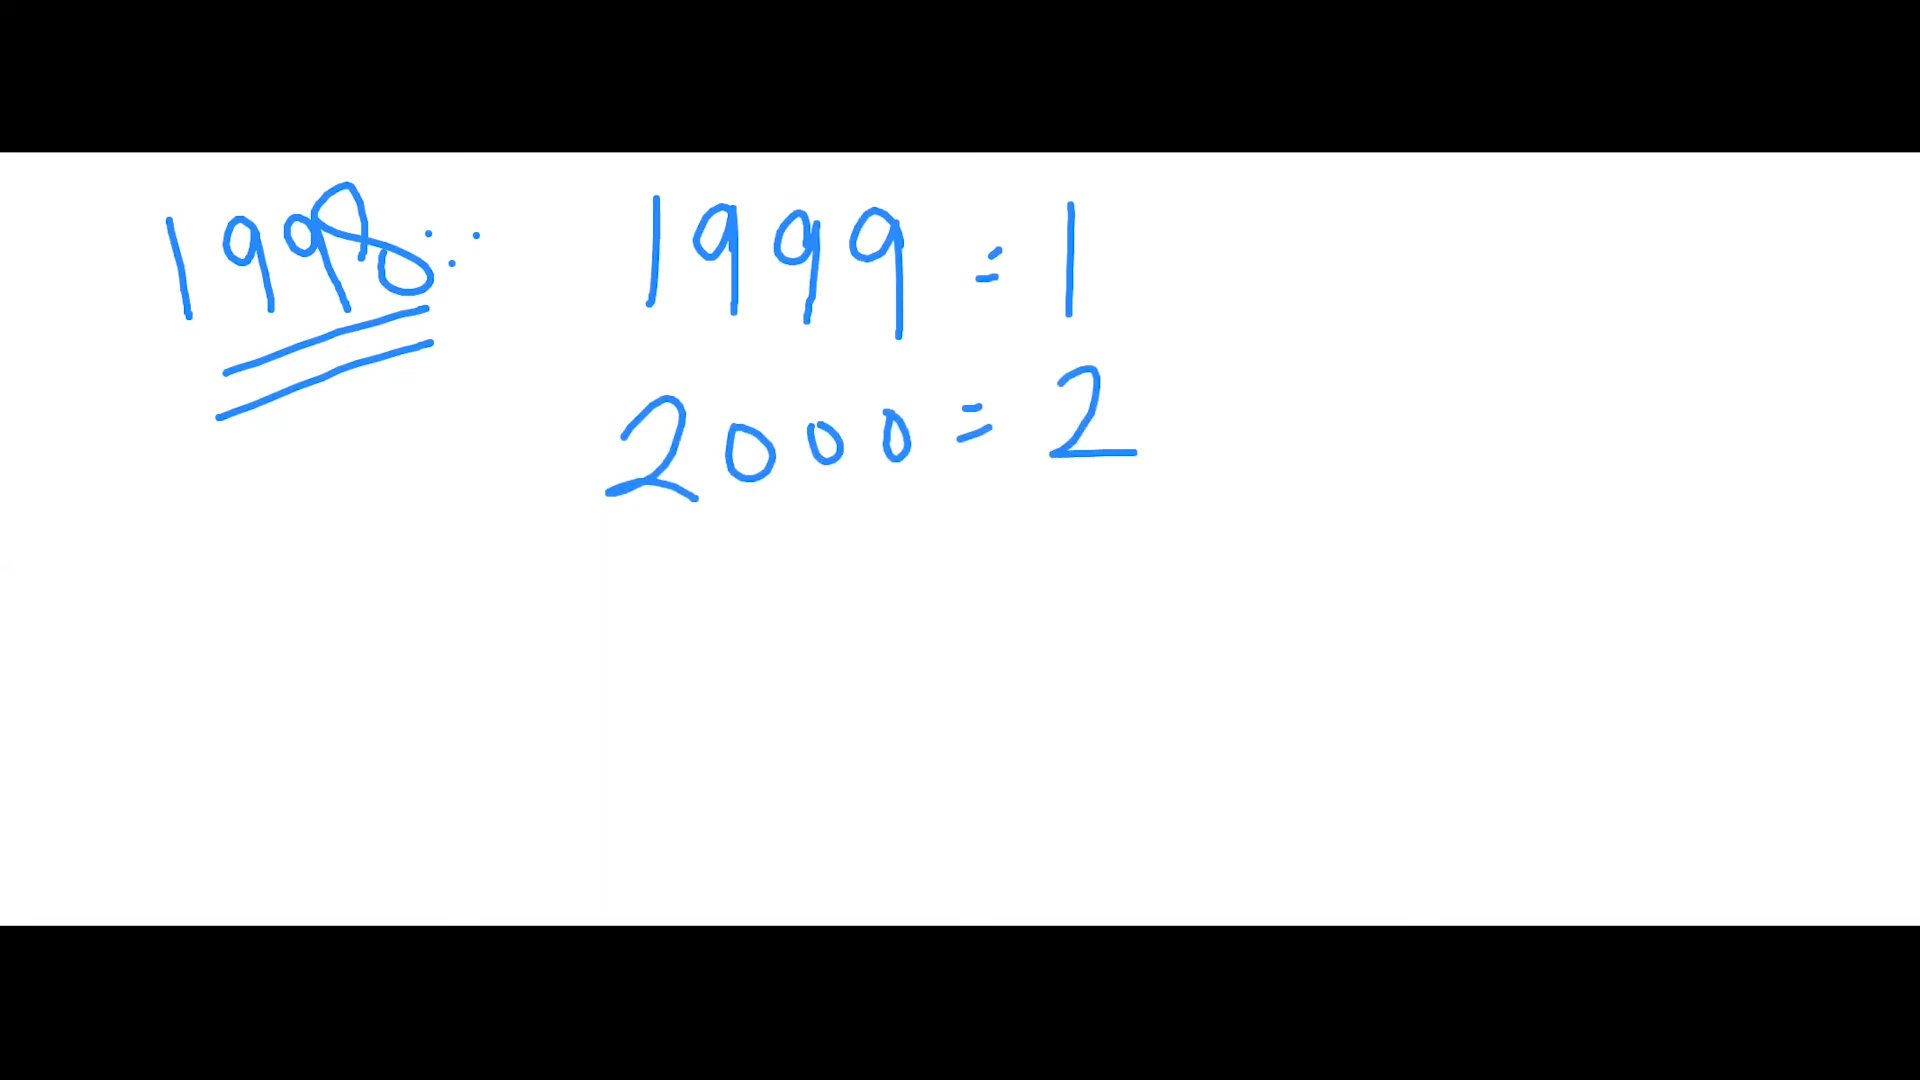 1998 1999 = 1
2000 = 2